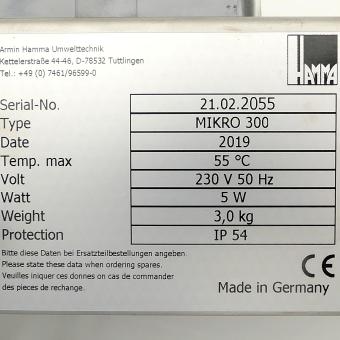 Armin Hamma Umwelttechnik
Kettelerstraße 44-46, D-78532 Tuttlingen
Tel.: +49 (0) 7461/96599-0
HAMMA
Serial-No. 21.02.2055
Type MIKRO 300
Date 2019
Temp. max 55 °C
Volt 230 V 50 Hz
Watt 5 W
Weight 3,0 kg
Protection IP 54
Bitte diese Daten bei Ersatzteilbestellungen angeben.
Please state these data when ordering spares.
Veuilles iniquer ces donnes on cas de commander
des pieces de rechange.
CE
Made in Germany